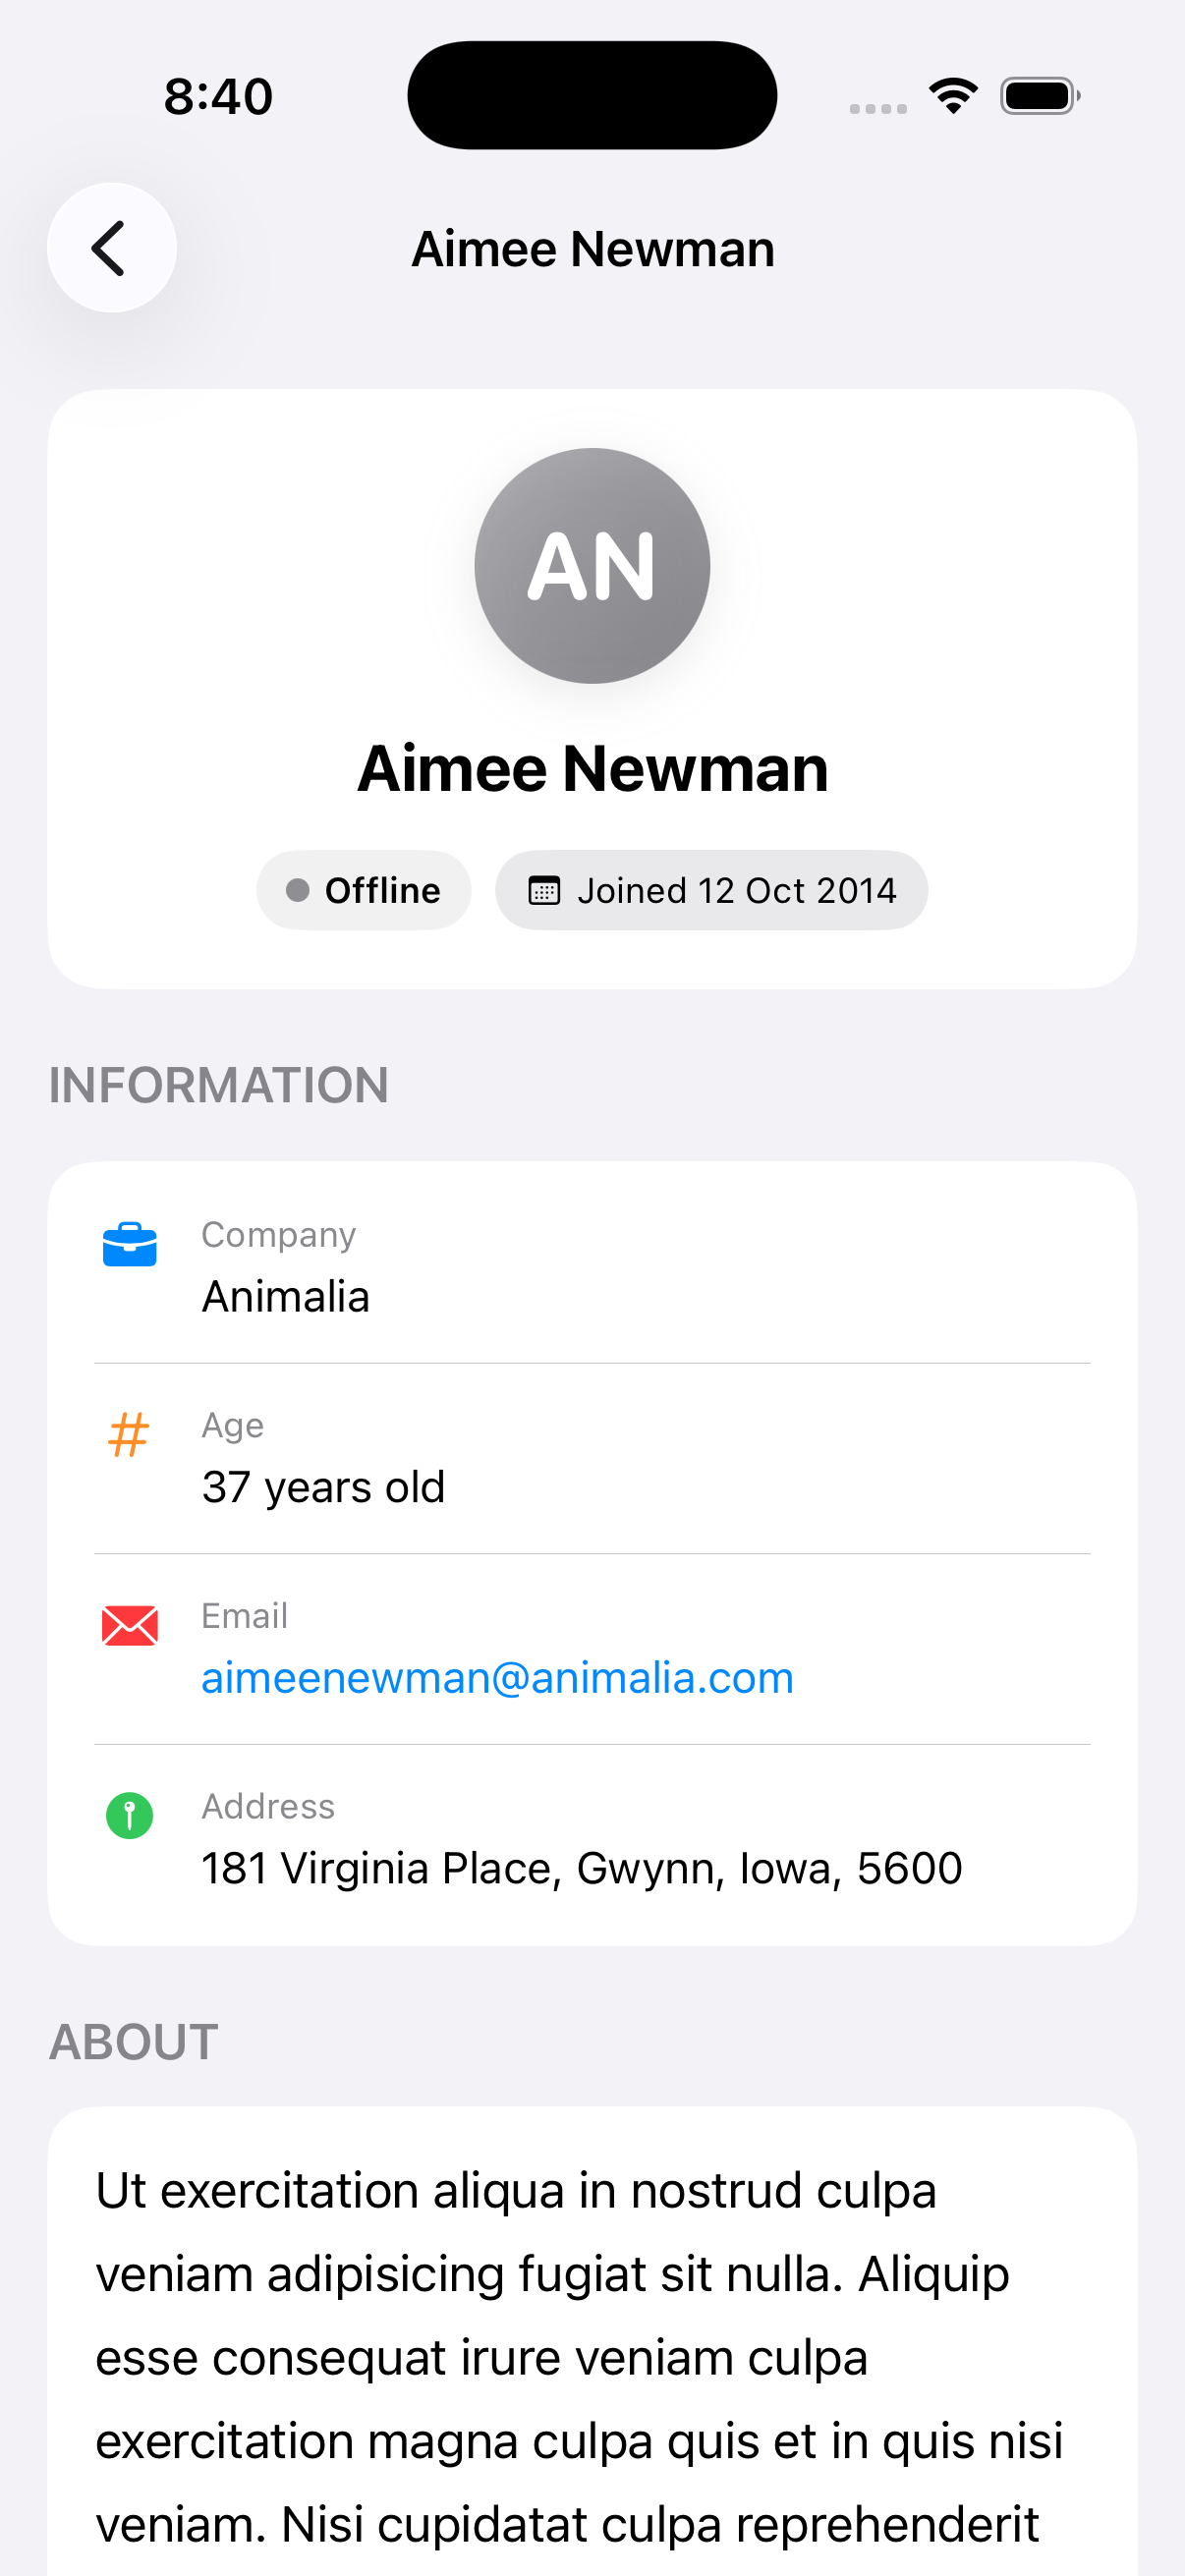 8:40
Aimee Newman
AN
Aimee Newman
Offline
Joined 12 Oct 2014
INFORMATION
Company
Animalia
Age
37 years old
Email
aimeenewman@animalia.com
Address
181 Virginia Place, Gwynn, Iowa, 5600
ABOUT
Ut exercitation aliqua in nostrud culpa
veniam adipisicing fugiat sit nulla. Aliquip
esse consequat irure veniam culpa
exercitation magna culpa quis et in quis nisi
veniam. Nisi cupidatat culpa reprehenderit